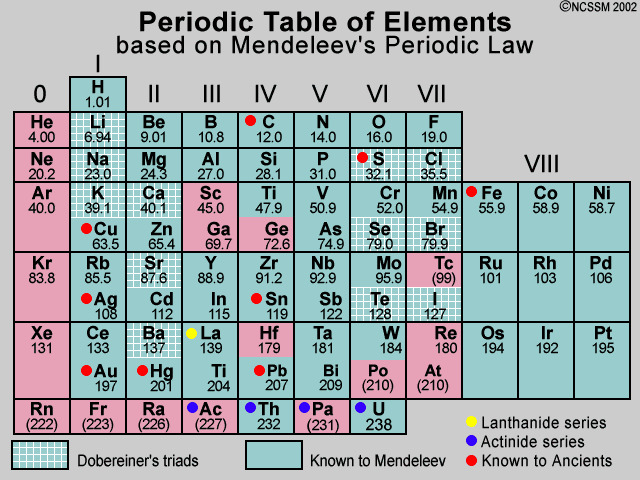 ©NCSSM 2002
Periodic Table of Elements
based on Mendeleev's Periodic Law
I
0 II III IV V VI VII
H
1.01
He Li Be B C N O F
4.00 6.94 9.01 10.8 12.0 14.0 16.0 19.0
Ne Na Mg Al Si P S Cl
20.2 23.0 24.3 27.0 28.1 31.0 32.1 35.5
VIII
Ar K Ca Sc Ti V Cr Mn Fe Co Ni
40.0 39.1 40.1 45.0 47.9 50.9 52.0 54.9 55.9 58.9 58.7
Cu Zn Ga Ge As Se Br
63.5 65.4 69.7 72.6 74.9 79.0 79.9
Kr Rb Sr Y Zr Nb Mo Tc Ru Rh Pd
83.8 85.5 87.6 88.9 91.2 92.9 95.9 (99) 101 103 106
Ag Cd In Sn Sb Te I
108 112 115 119 122 128 127
Xe Ce Ba La Hf Ta W Re Os Ir Pt
131 133 137 139 179 181 184 180 194 192 195
Au Hg Ti Pb Bi Po At
197 201 204 207 209 (210) (210)
Rn Fr Ra Ac Th Pa U
(222) (223) (226) (227) 232 (231) 238
Lanthanide series
Actinide series
Known to Ancients
Dobereiner's triads
Known to Mendeleev